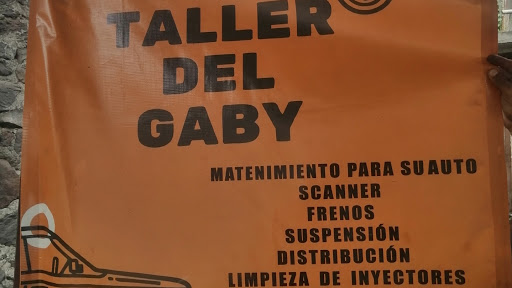 TALLER
DEL
GABY
MATENIMIENTO PARA SU AUTO
SCANNER
FRENOS
SUSPENSIÓN
DISTRIBUCIÓN
LIMPIEZA DE INYECTORES